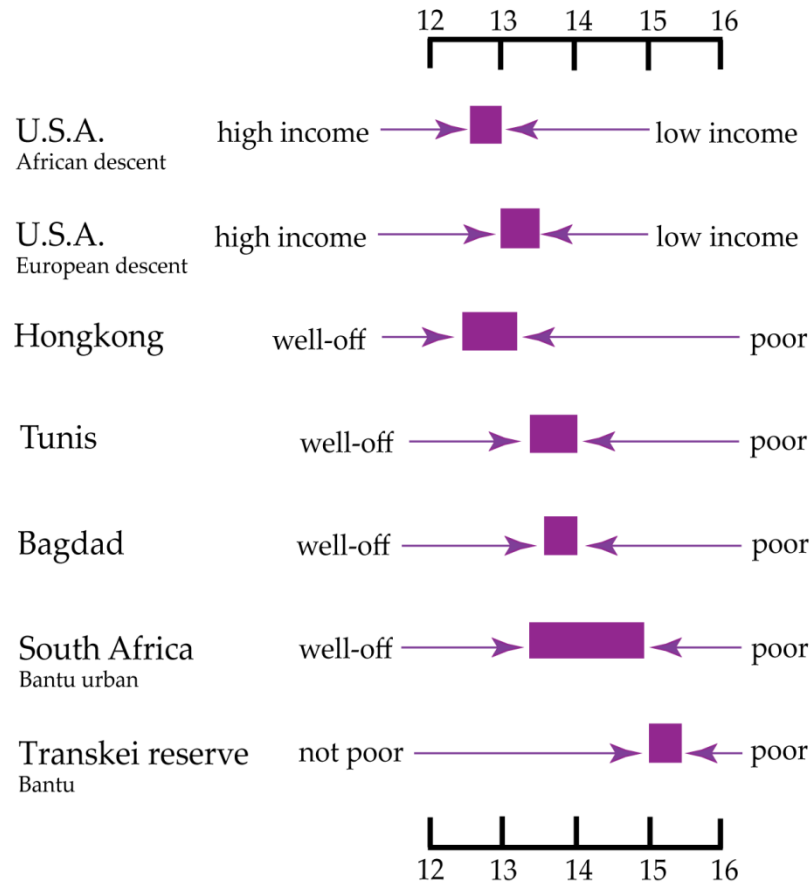 12 13 14 15 16
U.S.A. high income low income
African descent
U.S.A. high income low income
European descent
Hongkong well-off poor
Tunis well-off poor
Bagdad well-off poor
South Africa well-off poor
Bantu urban
Transkei reserve not poor poor
Bantu
12 13 14 15 16